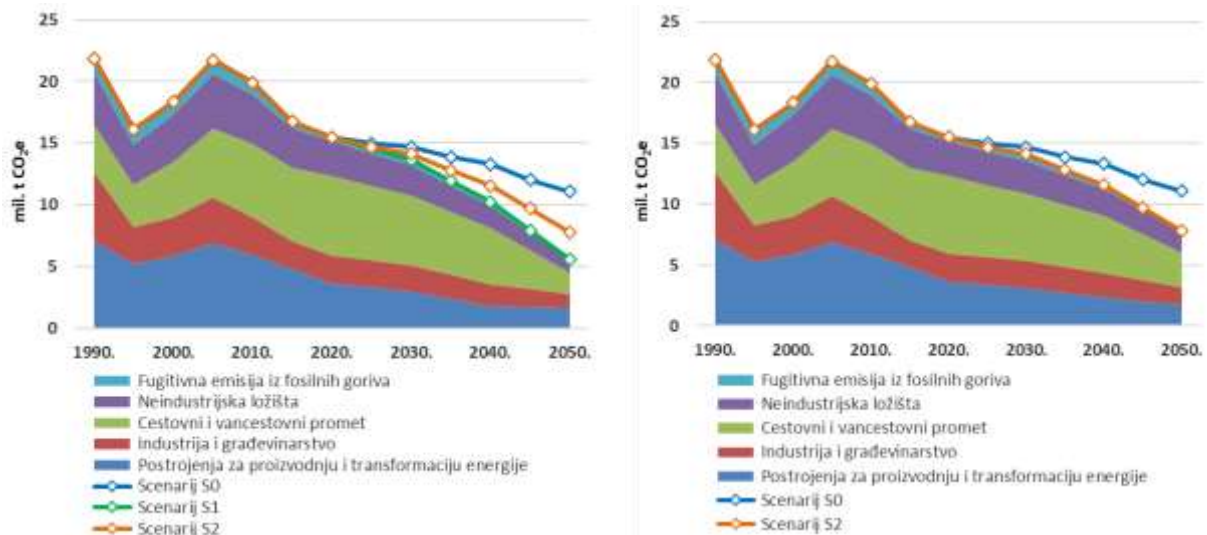 25
20
15
10
5
0
mil. t CO₂e
1990. 2000. 2010. 2020. 2030. 2040. 2050.
Fugitivna emisija iz fosilnih goriva
Neindustrijska ložišta
Cestovni i vancestovni promet
Industrija i građevinarstvo
Postrojenja za proizvodnju i transformaciju energije
Scenarij S0
Scenarij S1
Scenarij S2
25
20
15
10
5
0
mil. t CO₂e
1990. 2000. 2010. 2020. 2030. 2040. 2050.
Fugitivna emisija iz fosilnih goriva
Neindustrijska ložišta
Cestovni i vancestovni promet
Industrija i građevinarstvo
Postrojenja za proizvodnju i transformaciju energije
Scenarij S0
Scenarij S2